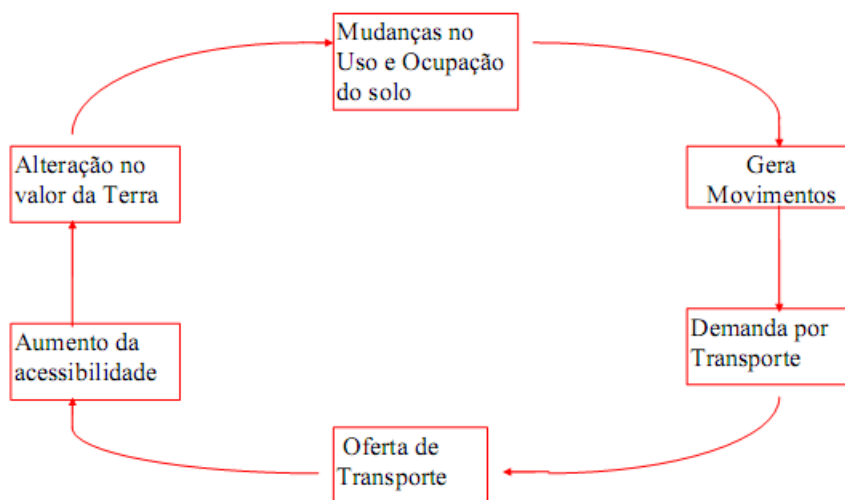 Mudanças no
Uso e Ocupação
do solo
Gera
Movimentos
Demanda por
Transporte
Oferta de
Transporte
Aumento da
acessibilidade
Alteração no
valor da Terra